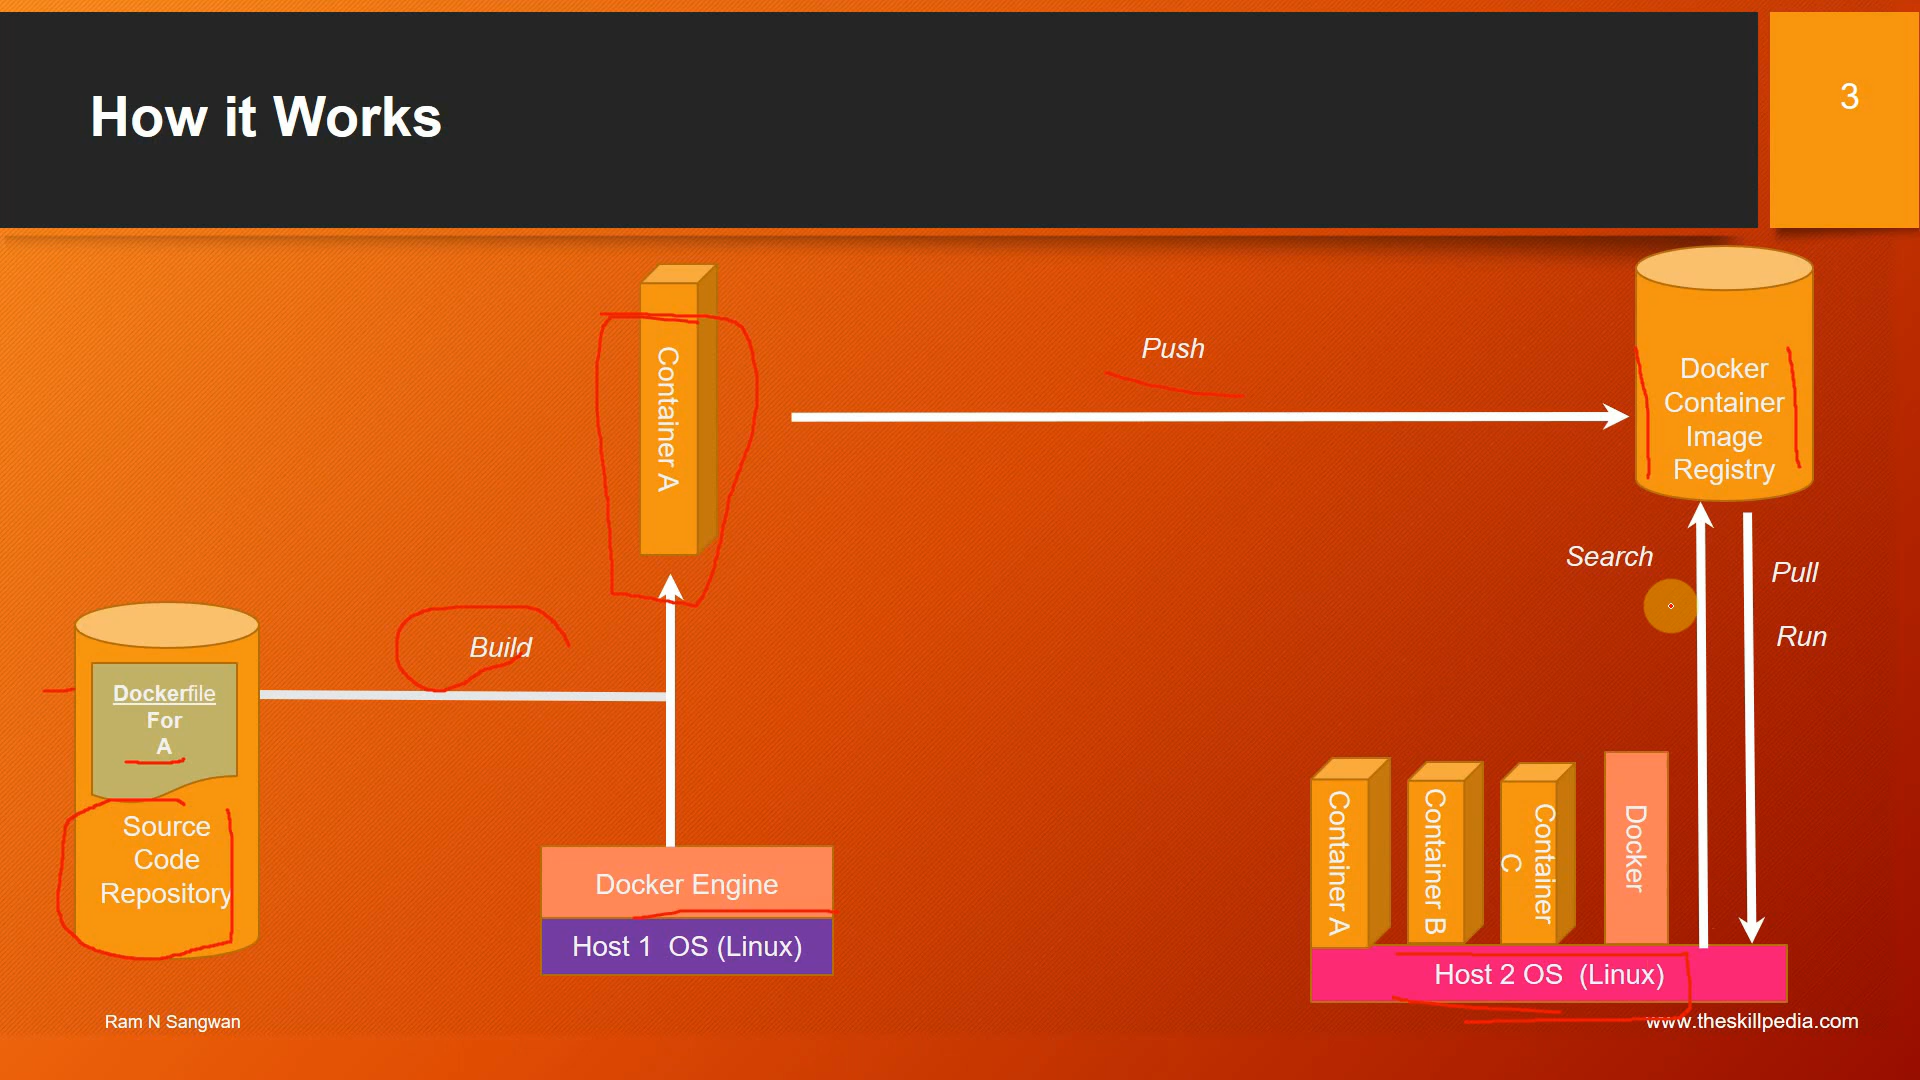 How it Works
3
Container A
Push
Docker
Container
Image
Registry
Search
Pull
Run
Build
Dockerfile
For
A
Source
Code
Repository
Docker Engine
Host 1 OS (Linux)
Container A
Container B
Container
C
Docker
Host 2 OS (Linux)
Ram N Sangwan
www.theskillpedia.com